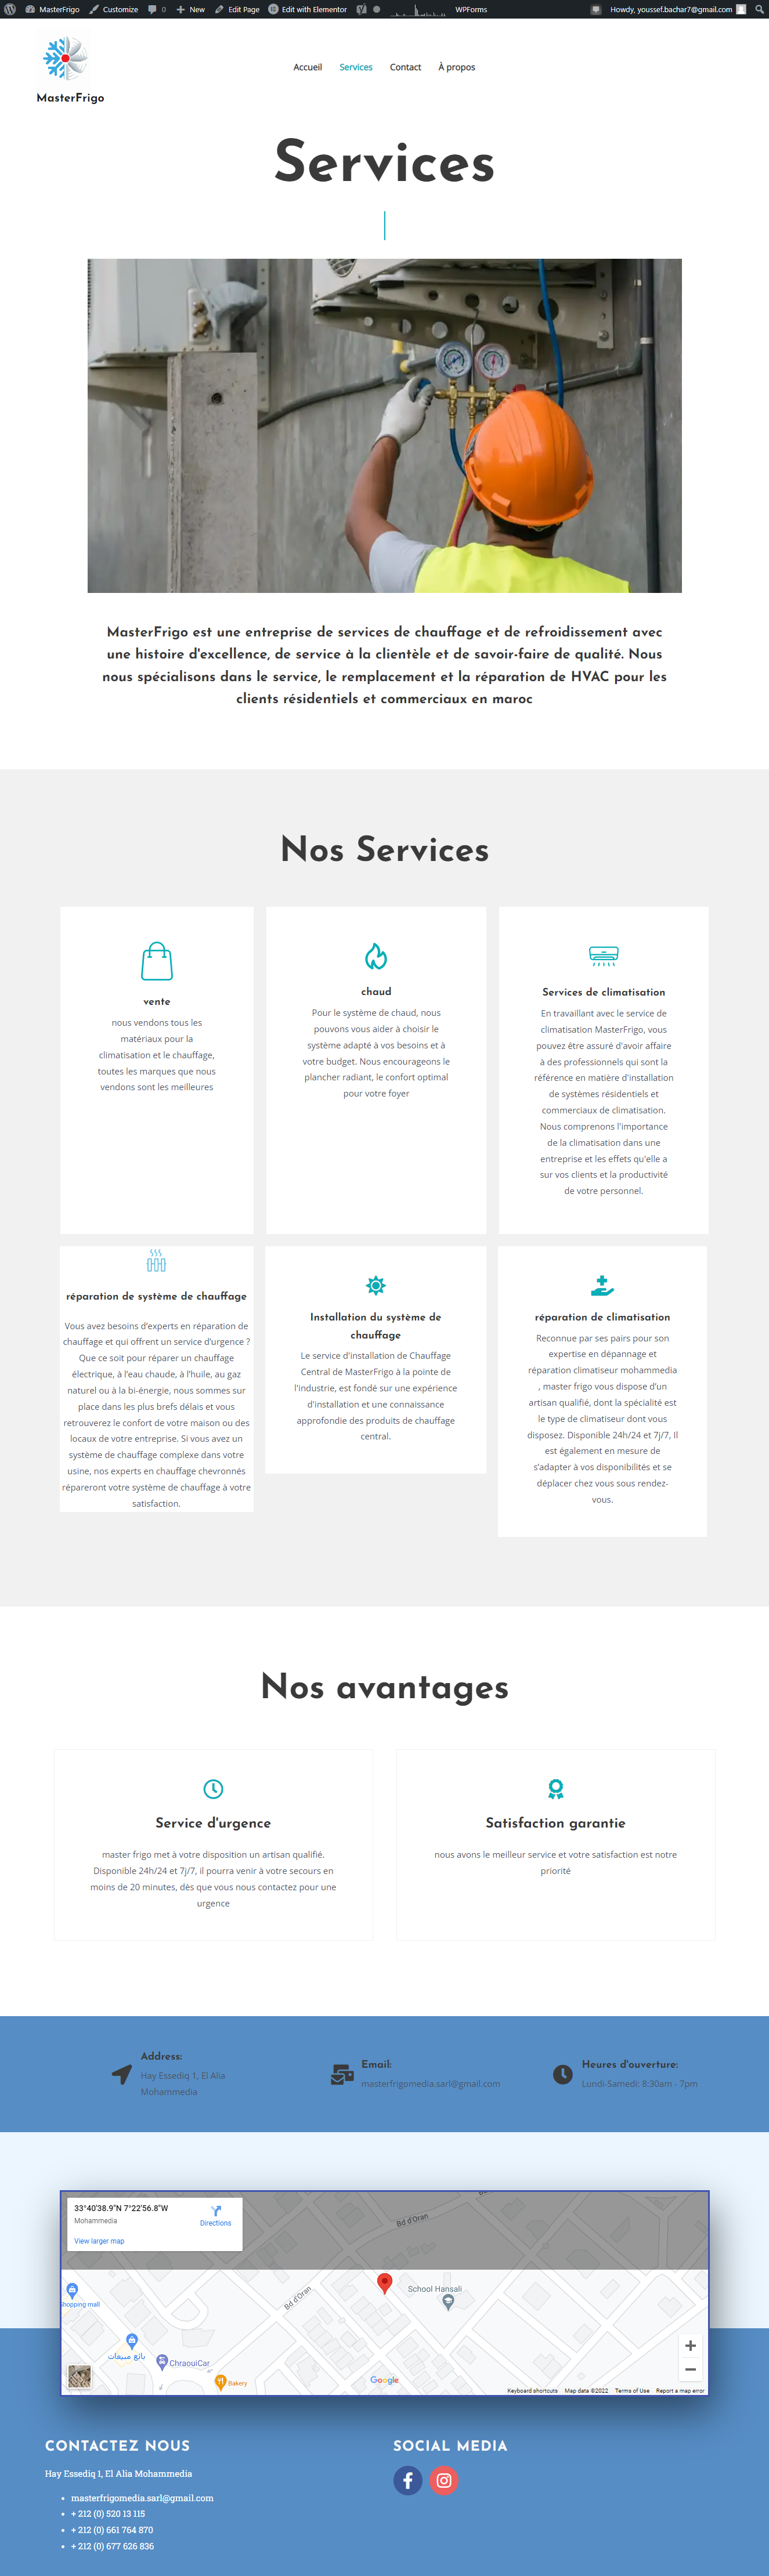 MasterFrigo Customize 0 New Edit Page Edit with Elementor WPForms Howdy, youssef.bachar7@gmail.com
MasterFrigo
Accueil Services Contact À propos
Services
MasterFrigo est une entreprise de services de chauffage et de refroidissement avec
une histoire d'excellence, de service à la clientèle et de savoir-faire de qualité. Nous
nous spécialisons dans le service, le remplacement et la réparation de HVAC pour les
clients résidentiels et commerciaux en maroc
Nos Services
vente
nous vendons tous les
matériaux pour la
climatisation et le chauffage,
toutes les marques que nous
vendons sont les meilleures
chaud
Pour le système de chaud, nous
pouvons vous aider à choisir le
système adapté à vos besoins et à
votre budget. Nous encourageons le
plancher radiant, le confort optimal
pour votre foyer
Services de climatisation
En travaillant avec le service de
climatisation MasterFrigo, vous
pouvez être assuré d'avoir affaire
à des professionnels qui sont la
référence en matière d'installation
de systèmes résidentiels et
commerciaux de climatisation.
Nous comprenons l'importance
de la climatisation dans une
entreprise et les effets qu'elle a
sur vos clients et la productivité
de votre personnel.
réparation de système de chauffage
Vous avez besoins d'experts en réparation de
chauffage et qui offrent un service d'urgence ?
Que ce soit pour réparer un chauffage
électrique, à l'eau chaude, à l'huile, au gaz
naturel ou à la bi-énergie, nous sommes sur
place dans les plus brefs délais et vous
retrouverez le confort de votre maison ou des
locaux de votre entreprise. Si vous avez un
système de chauffage complexe dans votre
usine, nos experts en chauffage chevronnés
répareront votre système de chauffage à votre
satisfaction.
Installation du système de
chauffage
Le service d'installation de Chauffage
Central de MasterFrigo à la pointe de
l'industrie, est fondé sur une expérience
d'installation et une connaissance
approfondie des produits de chauffage
central.
réparation de climatisation
Reconnue par ses pairs pour son
expertise en dépannage et
réparation climatiseur mohammedia
, master frigo vous dispose d'un
artisan qualifié, dont la spécialité est
le type de climatiseur dont vous
disposez. Disponible 24h/24 et 7j/7, Il
est également en mesure de
s'adapter à vos disponibilités et se
déplacer chez vous sous rendez-
vous.
Nos avantages
Service d'urgence
master frigo met à votre disposition un artisan qualifié.
Disponible 24h/24 et 7j/7, il pourra venir à votre secours en
moins de 20 minutes, dès que vous nous contactez pour une
urgence
Satisfaction garantie
nous avons le meilleur service et votre satisfaction est notre
priorité
Address:
Hay Essediq 1, El Alia
Mohammedia
Email:
masterfrigomedia.sarl@gmail.com
Heures d'ouverture:
Lundi-Samedi: 8:30am - 7pm
33°40'38.9"N 7°22'56.8"W
Mohammedia
Directions
View larger map
Bd d'Oran
Bd d'Oran
School Hansali
Shopping mall
بائع مبيعات
ChraouiCar
Bakery
Google
Keyboard shortcuts Map data ©2022 Terms of Use Report a map error
CONTACTEZ NOUS
Hay Essediq 1, El Alia Mohammedia
• masterfrigomedia.sarl@gmail.com
• + 212 (0) 520 13 115
• + 212 (0) 661 764 870
• + 212 (0) 677 626 836
SOCIAL MEDIA